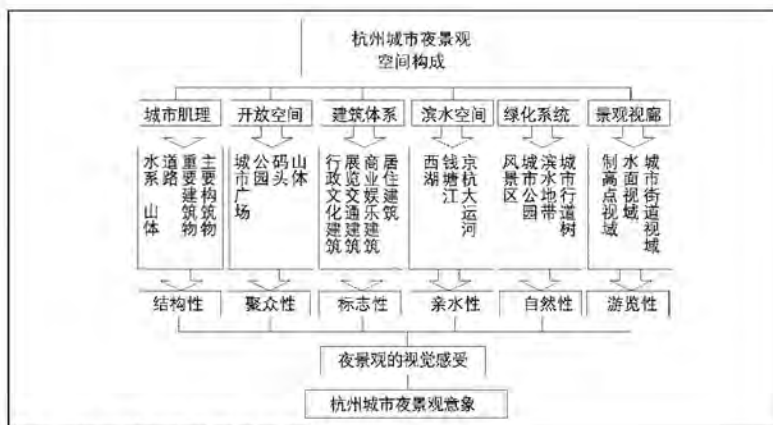 杭州城市夜景观
空间构成
城市肌理
开放空间
建筑体系
滨水空间
绿化系统
景观视廊
水系 山体
道路
重要建筑物
主要构筑物
城市广场
公园
码头
山体
行政文化建筑
展览交通建筑
商业娱乐建筑
居住建筑
西湖
钱塘江
京杭大运河
风景区
城市公园
滨水地带
城市行道树
制高点视域
水面视域
城市街道视域
结构性
聚众性
标志性
亲水性
自然性
游览性
夜景观的视觉感受
杭州城市夜景观意象